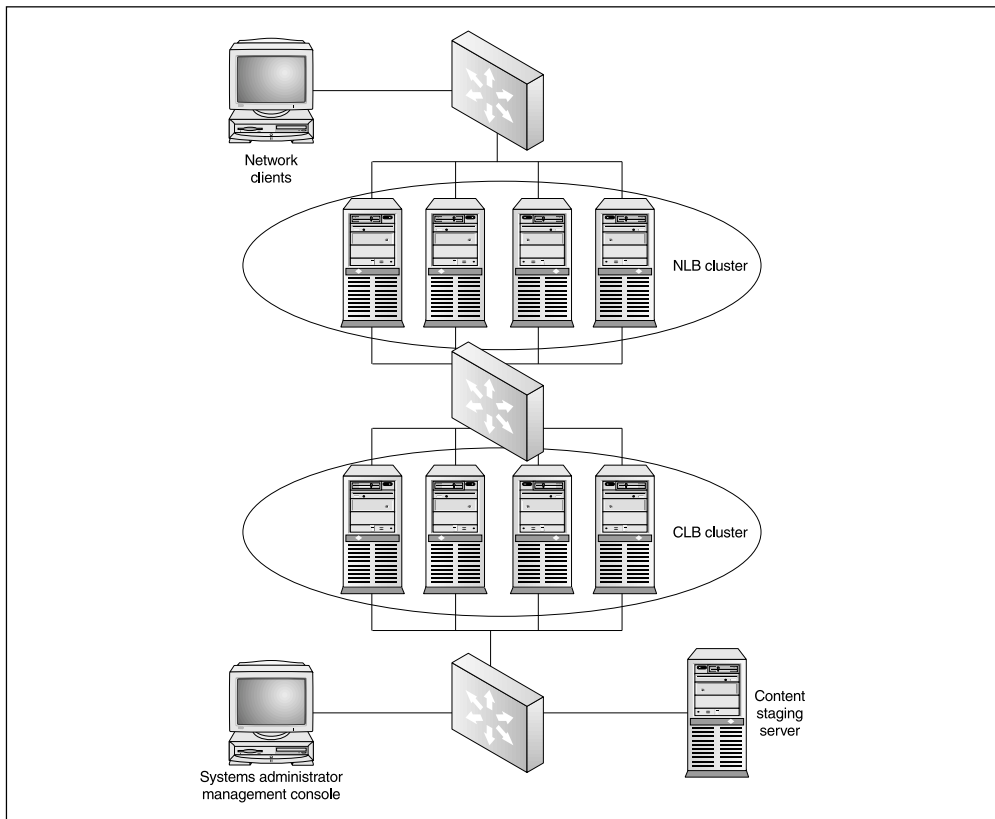 Network
clients
NLB cluster
CLB cluster
Systems administrator
management console
Content
staging
server